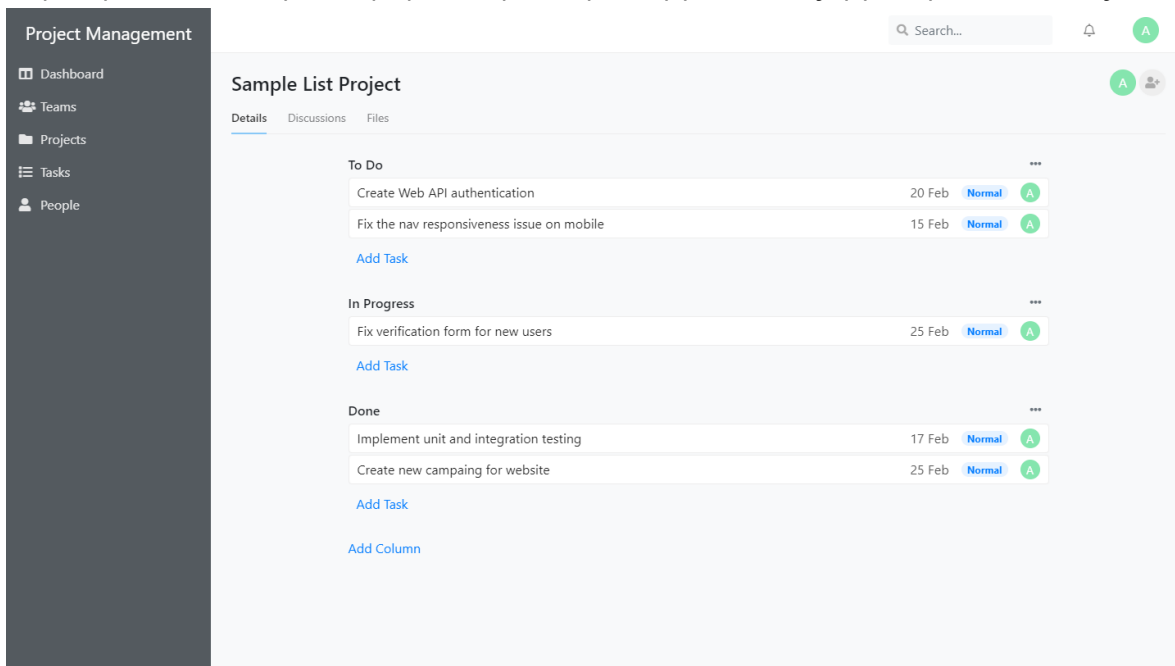 Project Management
Search...
A
Dashboard
Teams
Projects
Tasks
People
Sample List Project
A
Details Discussions Files
To Do
Create Web API authentication 20 Feb Normal A
Fix the nav responsiveness issue on mobile 15 Feb Normal A
Add Task
In Progress
Fix verification form for new users 25 Feb Normal A
Add Task
Done
Implement unit and integration testing 17 Feb Normal A
Create new campaing for website 25 Feb Normal A
Add Task
Add Column